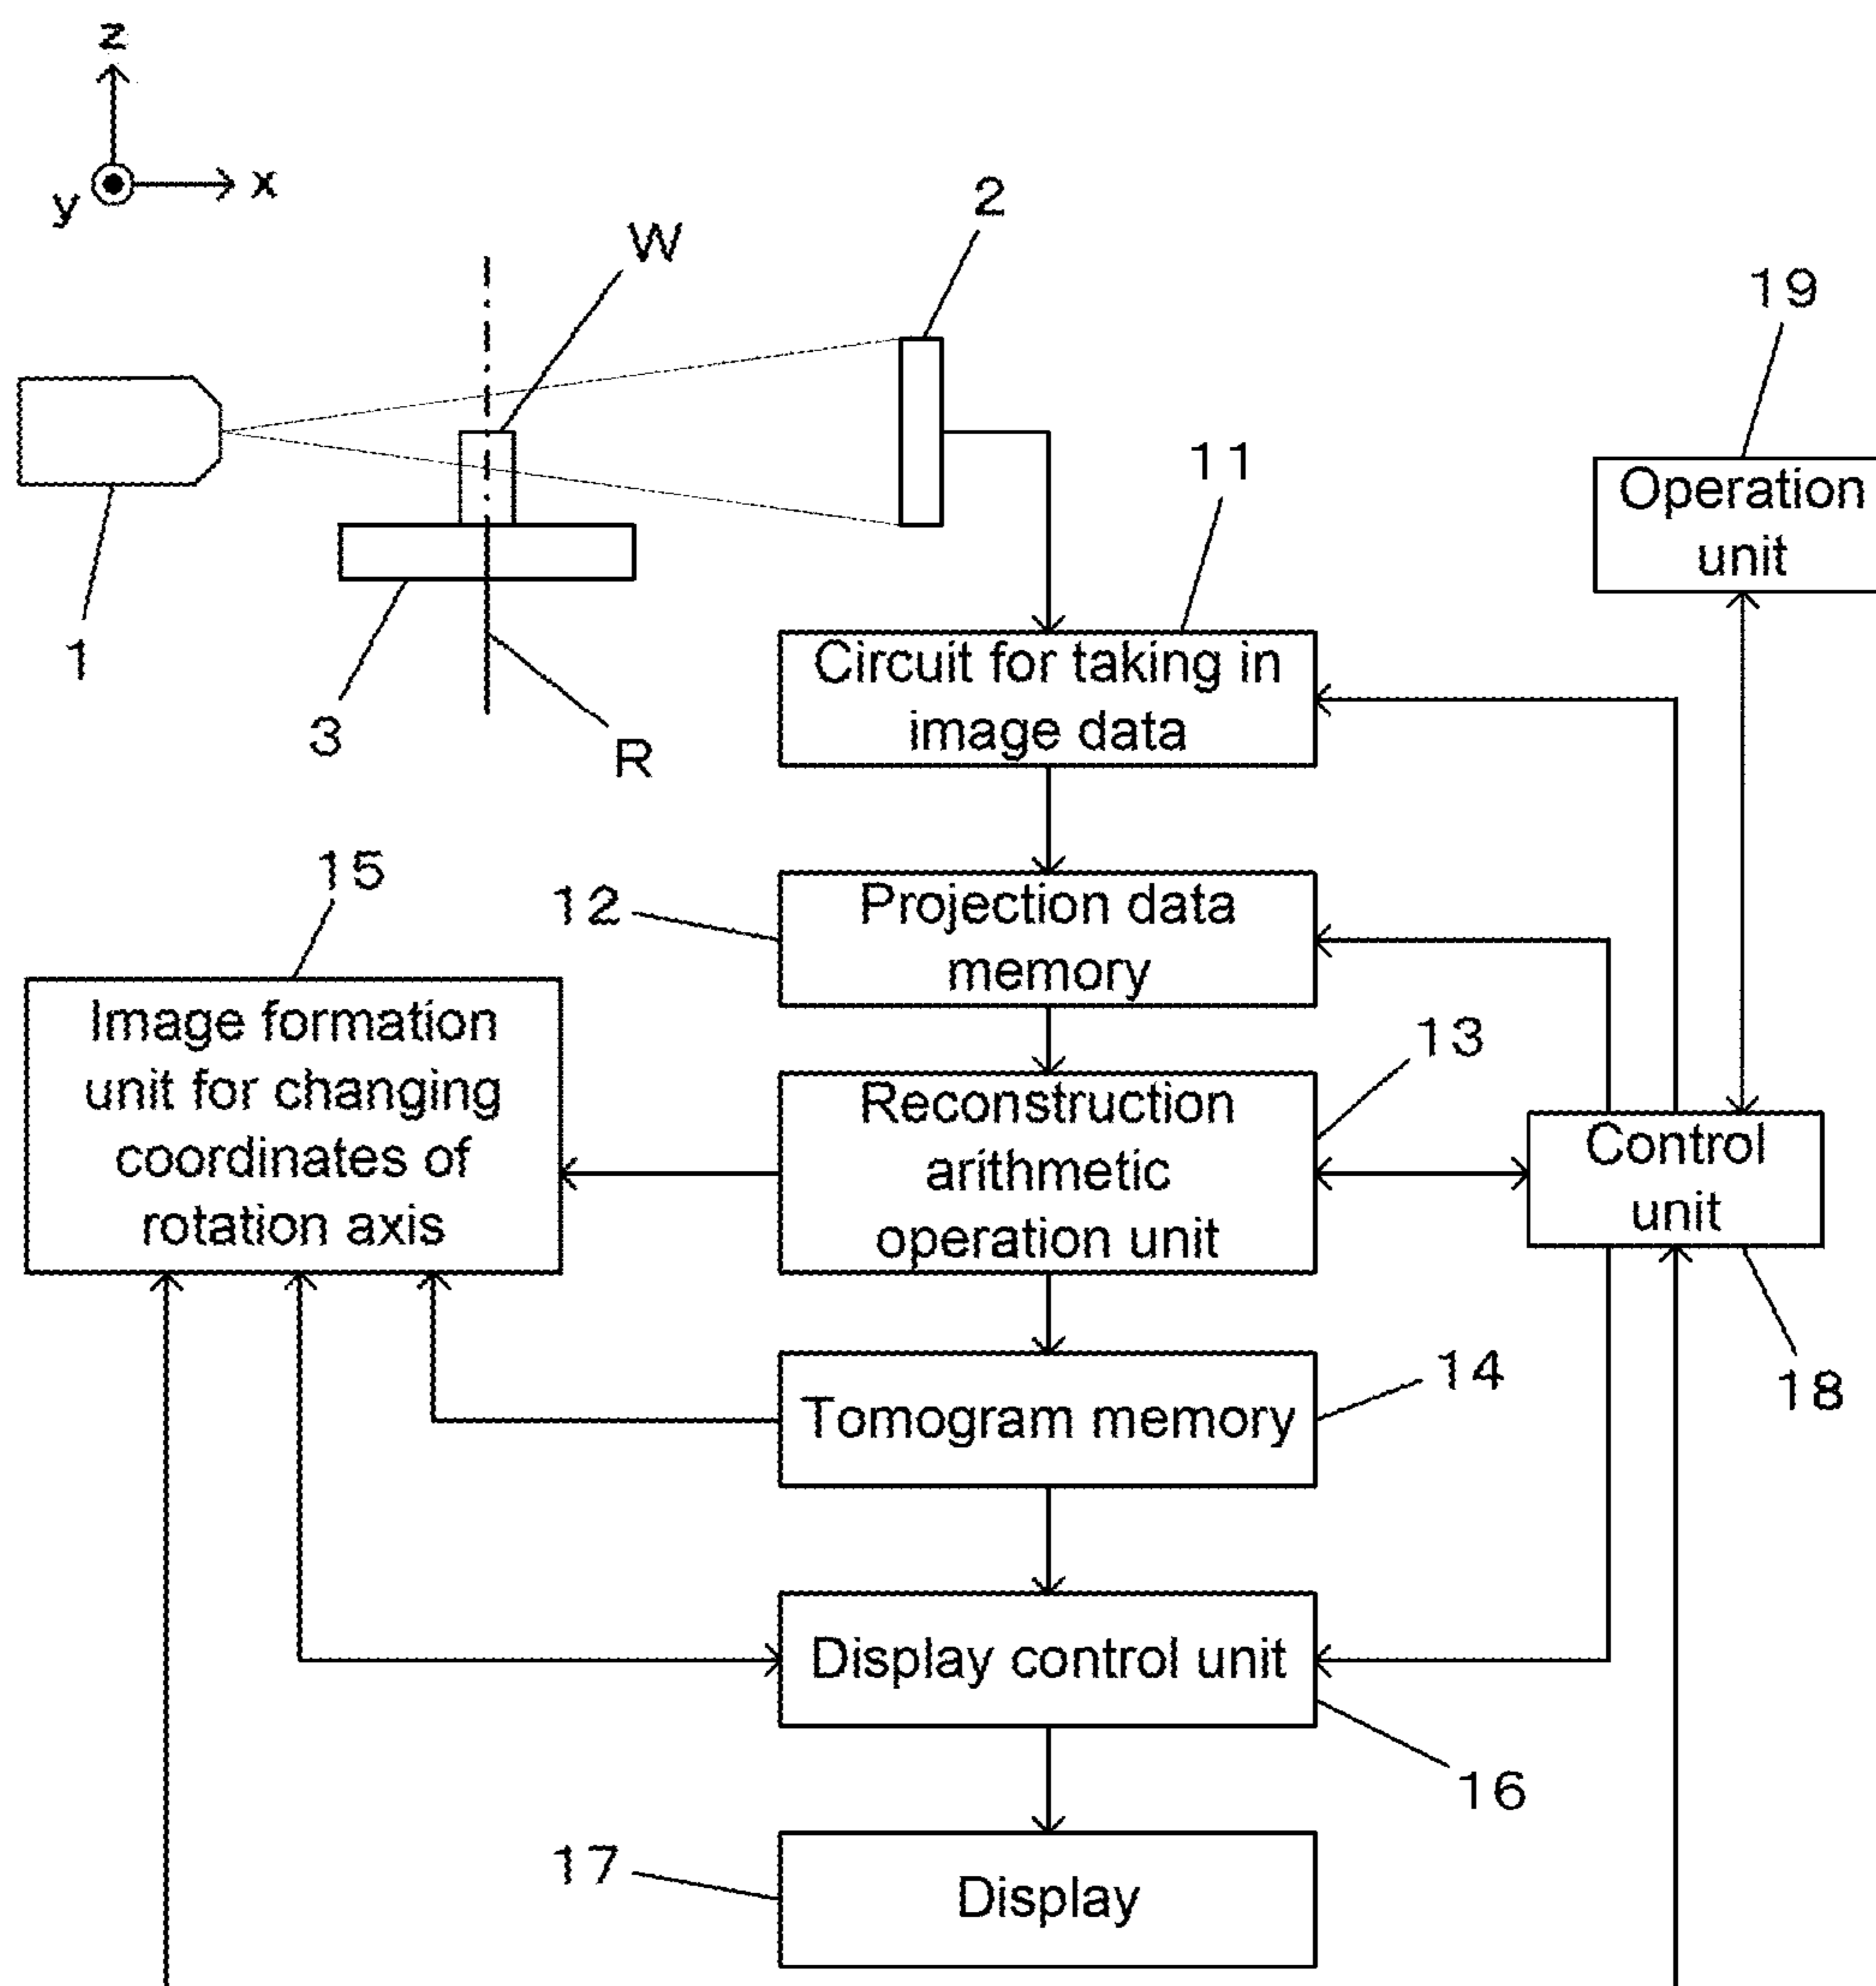 z
y
x
W
2
19
1
3
R
11
Operation
unit
Circuit for taking in
image data
15
12
Projection data
memory
Image formation
unit for changing
coordinates of
rotation axis
13
Reconstruction
arithmetic
operation unit
Control
unit
14
Tomogram memory
18
Display control unit
16
17
Display